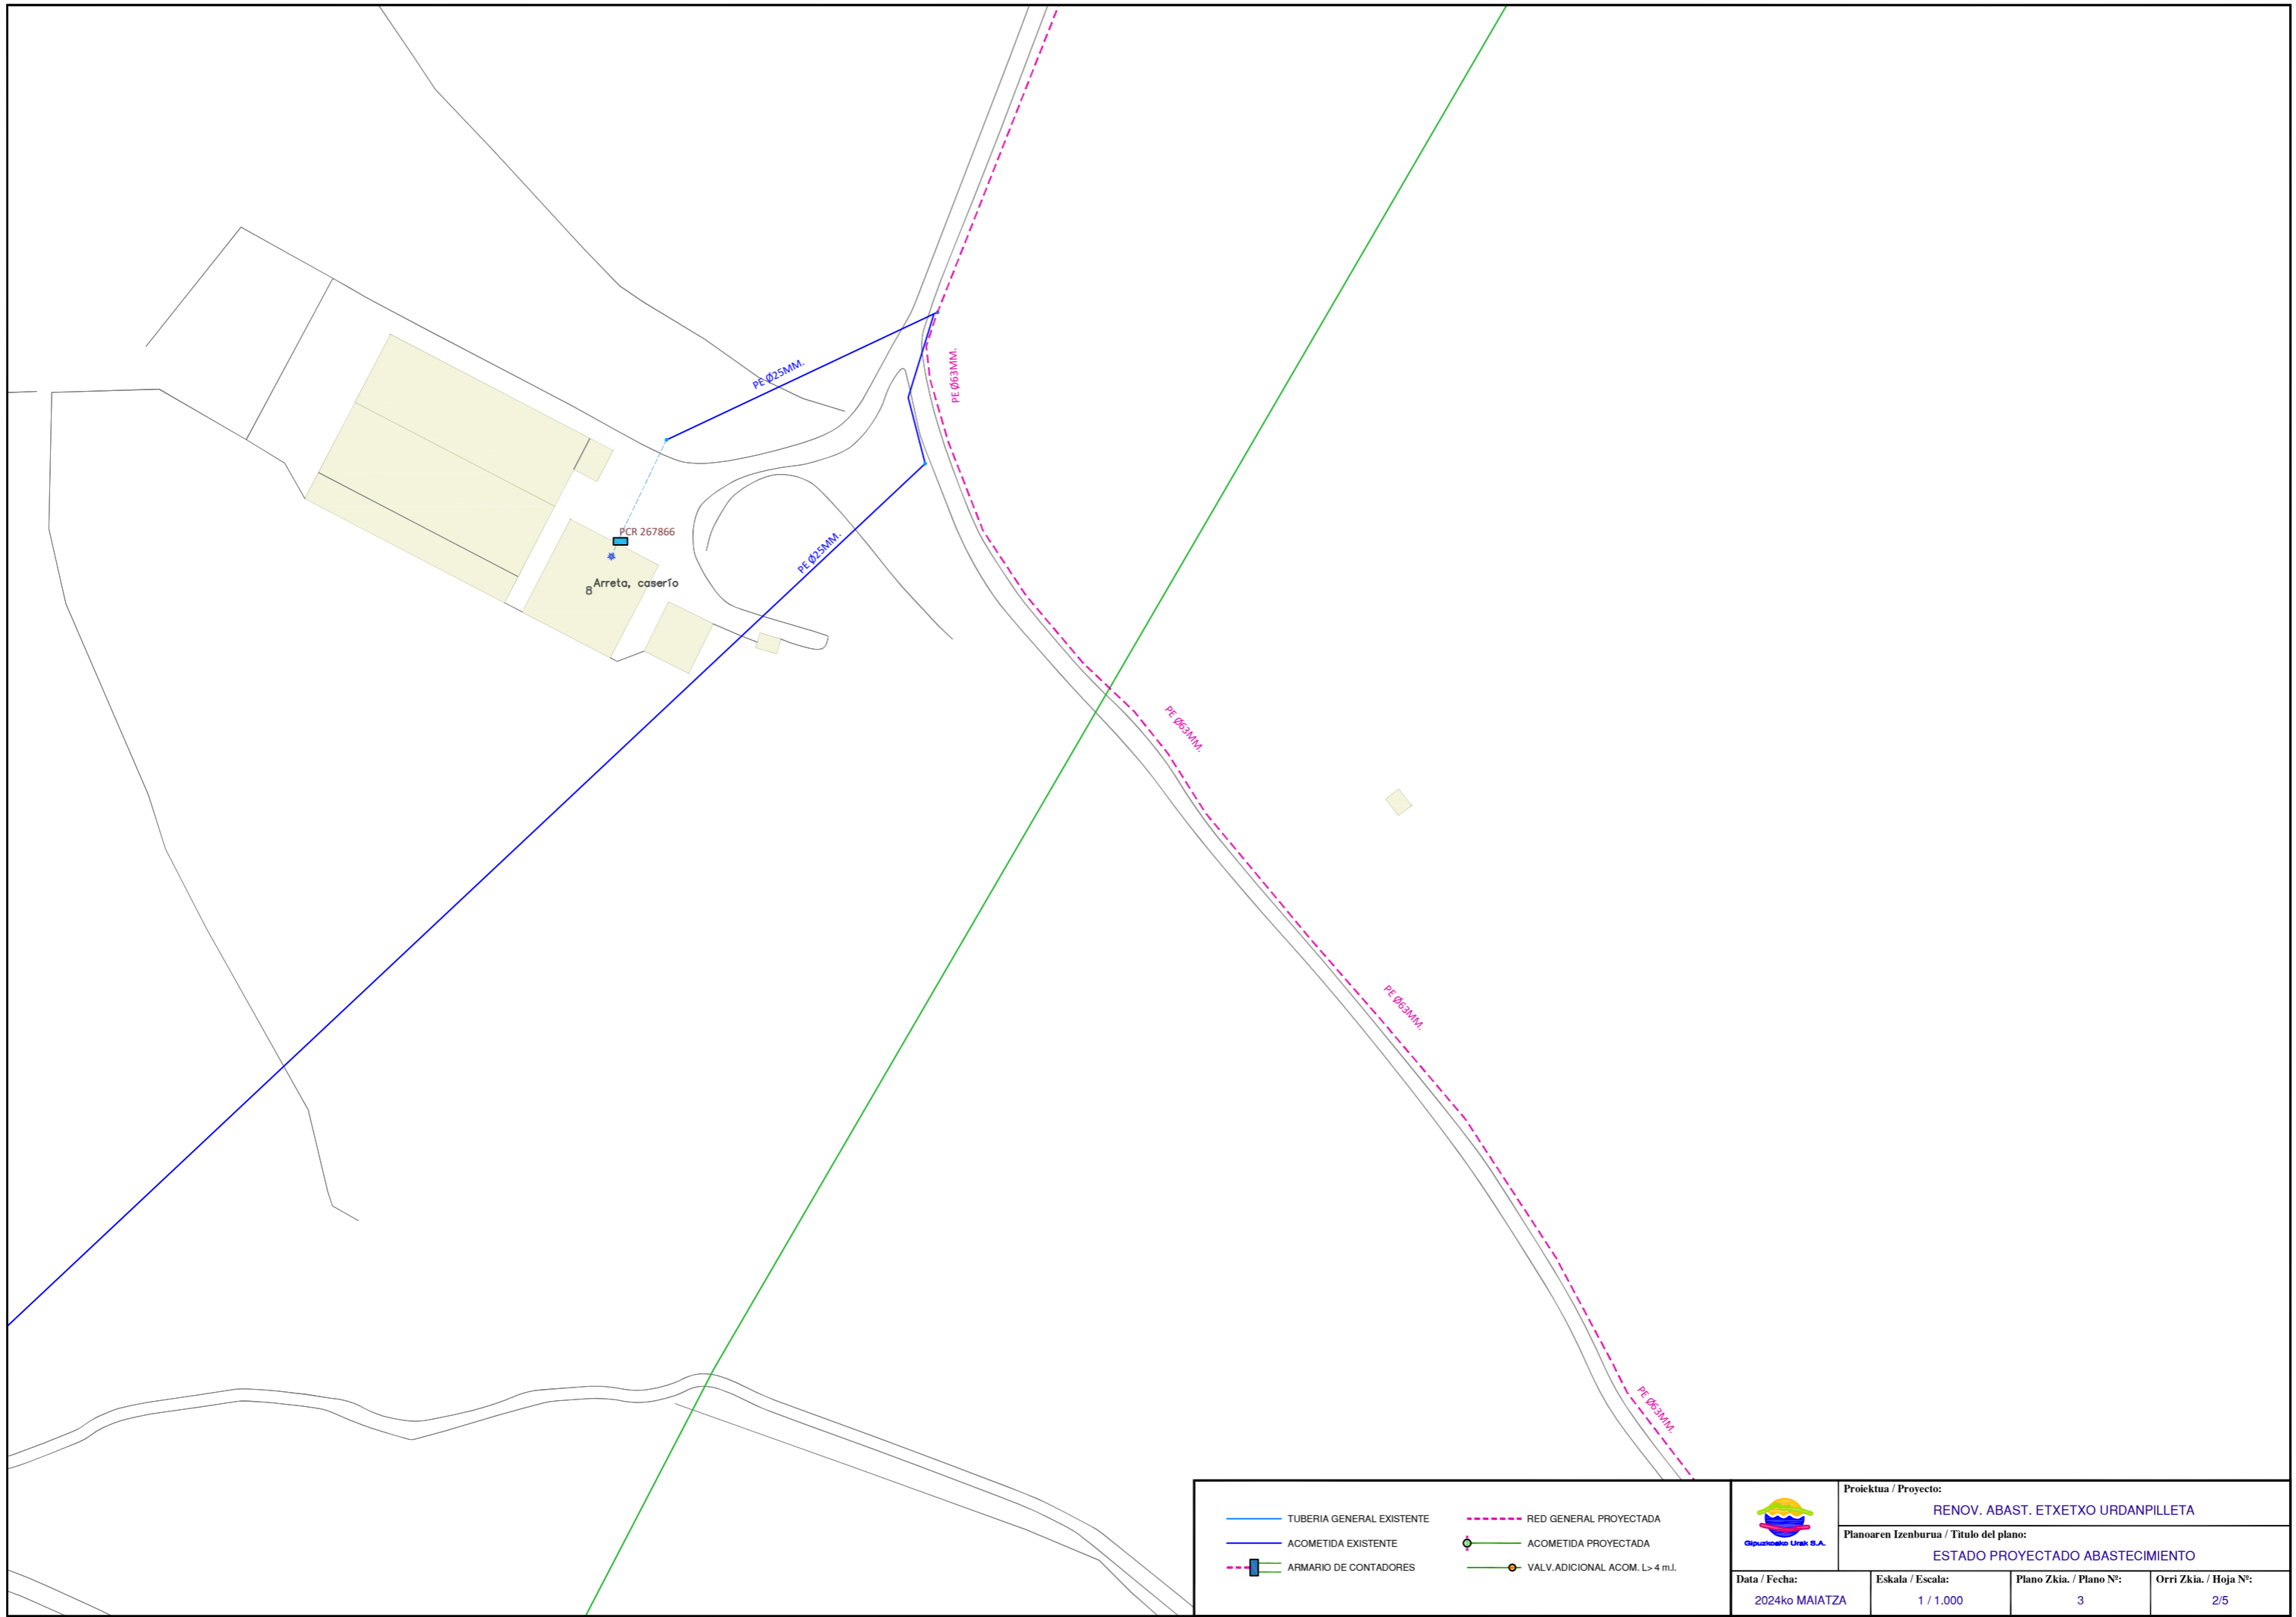 PE Ø25MM.
PE Ø63MM.
PCR 267866
PE Ø25MM.
Arreta, caserío
8
PE Ø63MM.
PE Ø63MM.
PE Ø63MM.
TUBERIA GENERAL EXISTENTE
RED GENERAL PROYECTADA
ACOMETIDA EXISTENTE
ACOMETIDA PROYECTADA
ARMARIO DE CONTADORES
VALV.ADICIONAL ACOM. L> 4 m.l.
Gipuzkoako Urak S.A.
Proiektua / Proyecto:
RENOV. ABAST. ETXETXO URDANPILLETA
Planoaren Izenburua / Titulo del plano:
ESTADO PROYECTADO ABASTECIMIENTO
Data / Fecha:
2024ko MAIATZA
Eskala / Escala:
1 / 1.000
Plano Zkia. / Plano Nº:
3
Orri Zkia. / Hoja Nº:
2/5